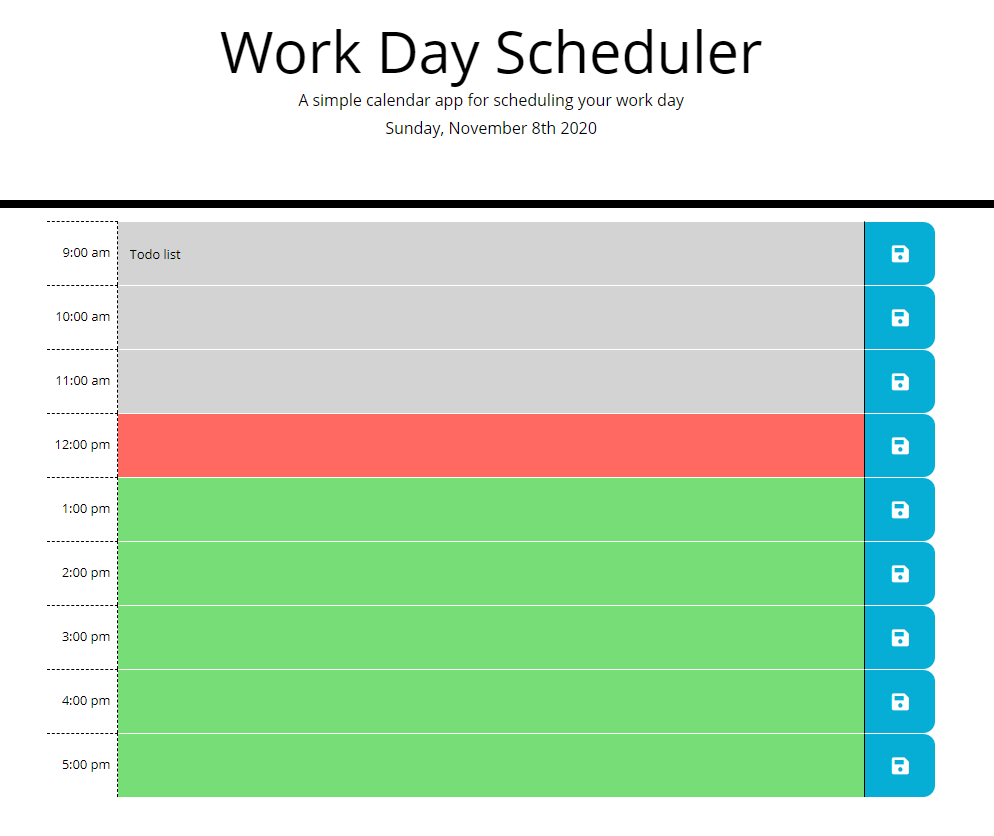 Work Day Scheduler
A simple calendar app for scheduling your work day
Sunday, November 8th 2020
9:00 am Todo list
10:00 am
11:00 am
12:00 pm
1:00 pm
2:00 pm
3:00 pm
4:00 pm
5:00 pm